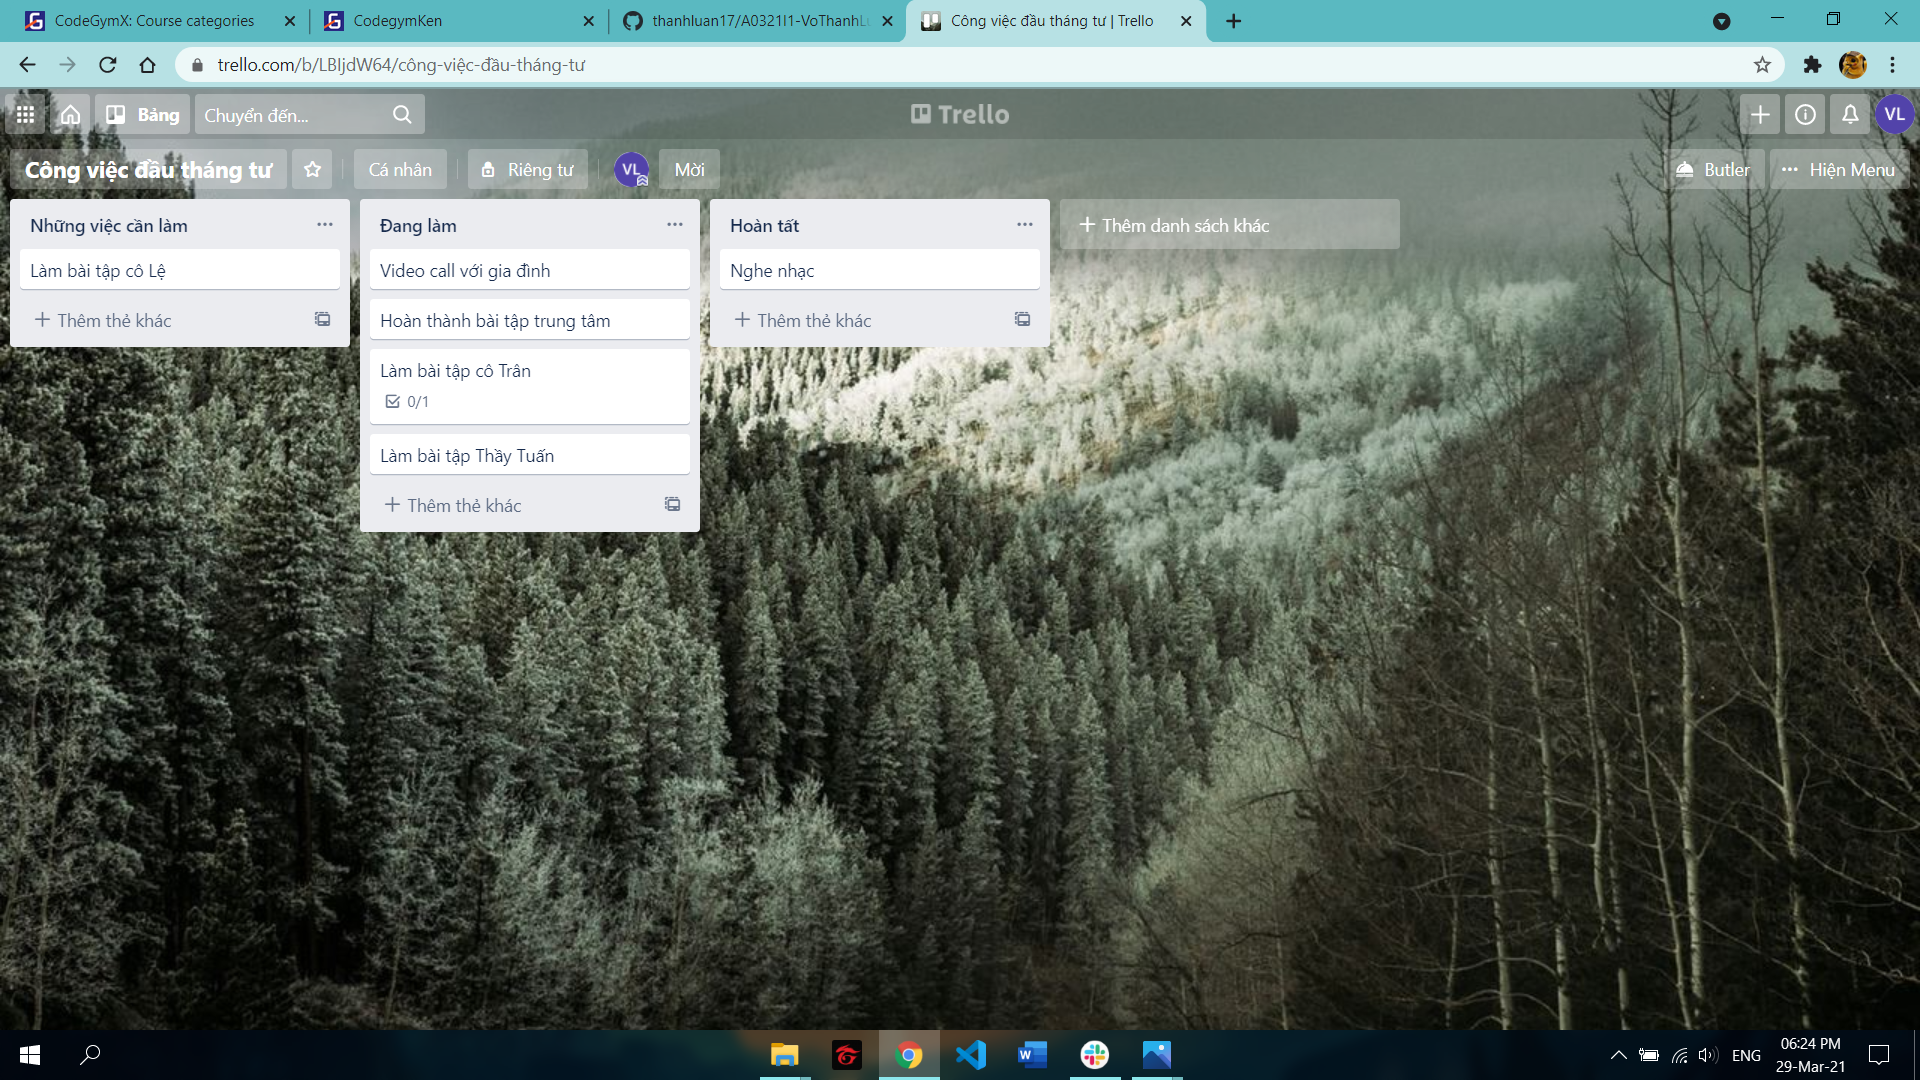 CodeGymX: Course categories
CodegymKen
thanhluan17/A0321I1-VoThanhLu
Công việc đầu tháng tư | Trello
trello.com/b/LBIjdW64/công-việc-đầu-tháng-tư
Bảng
Chuyển đến...
Trello
VL
Công việc đầu tháng tư
Cá nhân
Riêng tư
VL
Mời
Butler
Hiện Menu
Những việc cần làm
Làm bài tập cô Lệ
Thêm thẻ khác
Đang làm
Video call với gia đình
Hoàn thành bài tập trung tâm
Làm bài tập cô Trân
0/1
Làm bài tập Thầy Tuấn
Thêm thẻ khác
Hoàn tất
Nghe nhạc
Thêm thẻ khác
Thêm danh sách khác
ENG
06:24 PM
29-Mar-21